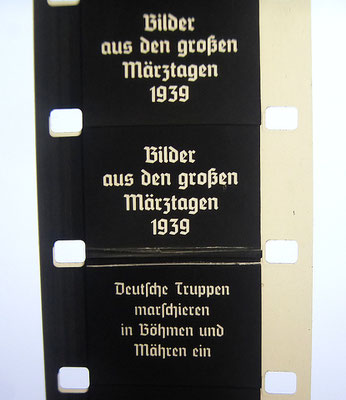 Bilder
aus den großen
Märztagen
1939
Bilder
aus den großen
Märztagen
1939
Deutſche Truppen
marſchieren
in Böhmen und
Mähren ein